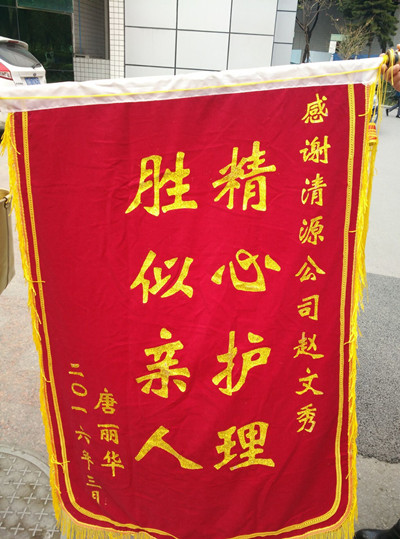 感谢清源公司赵文秀
精心护理
胜似亲人
唐丽华
二〇一六年三月